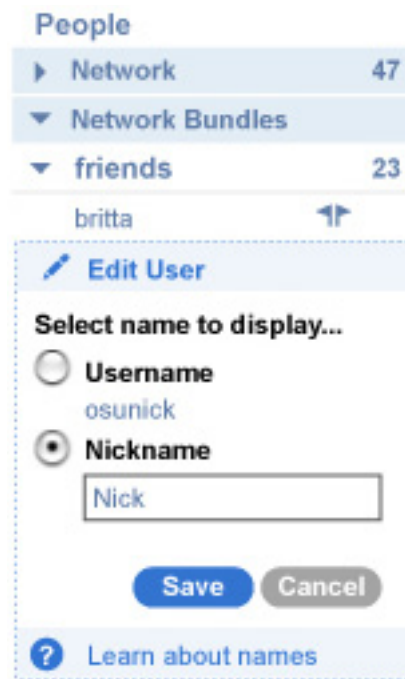 People
Network 47
Network Bundles
friends 23
britta
Edit User
Select name to display...
Username
osunick
Nickname
Nick
Save Cancel
? Learn about names